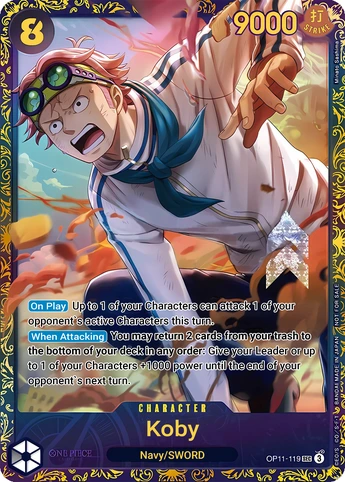 8
9000
打
STRIKE
On Play Up to 1 of your Characters can attack 1 of your
opponent's active Characters this turn.
When Attacking You may return 2 cards from your trash to
the bottom of your deck in any order: Give your Leader or up
to 1 of your Characters +1000 power until the end of your
opponent's next turn.
CHARACTER
Koby
ONE PIECE
Navy/SWORD
OP11-119 SEC 3